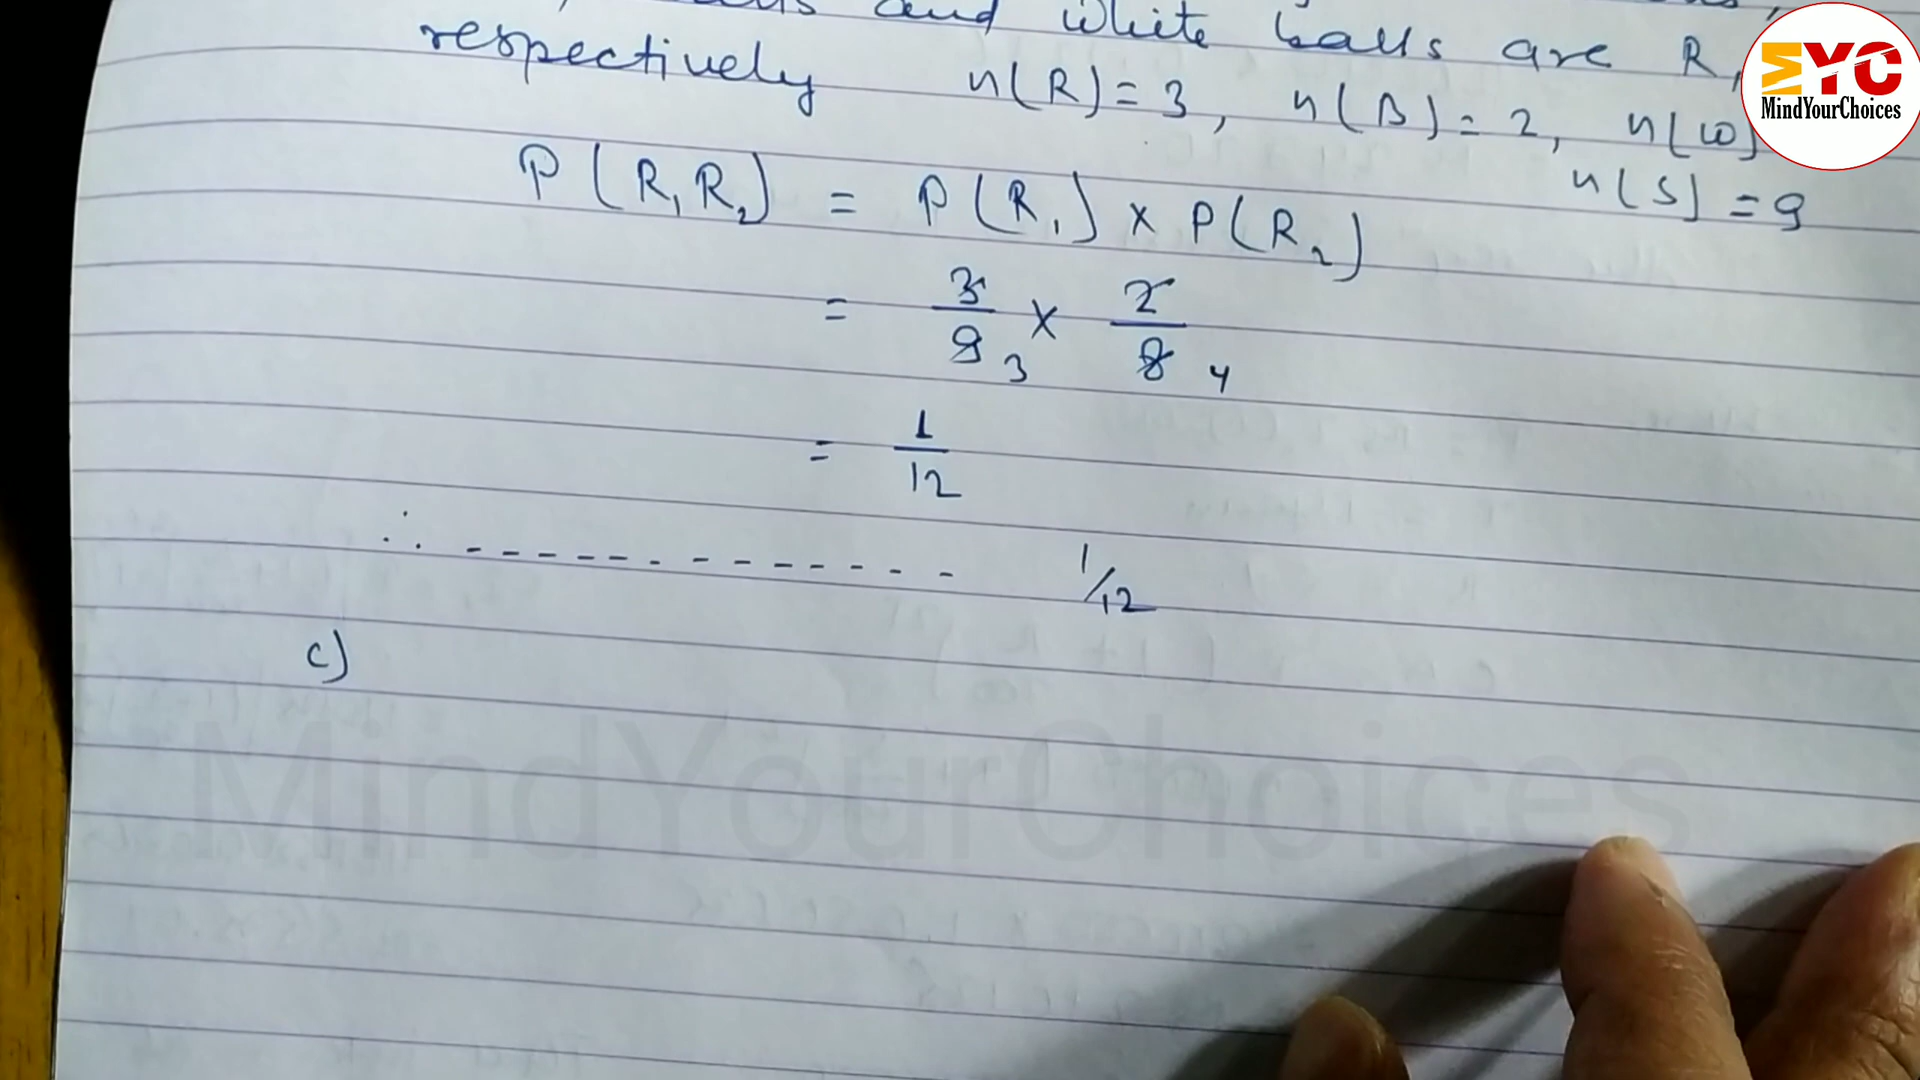 and white balls are R,
respectively n(R) = 3, n(B) = 2, n(W)
n(S) = 9
P(R₁R₂) = P(R₁) x P(R₂)
= 3/9 3 x 2/8 4
= 1/12
∴ - - - - - - - - - - - - - - 1/12
c)
MYC
MindYourChoices
MindYourChoices